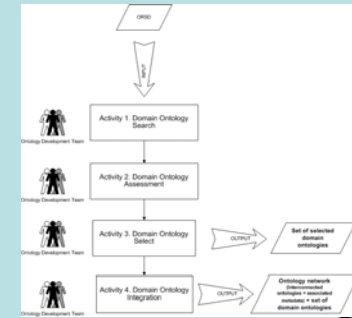 ORSD
INPUT
Activity 1. Domain Ontology
Search
Ontology Development Team
Activity 2. Domain Ontology
Assessment
Ontology Development Team
Activity 3. Domain Ontology
Select
OUTPUT
Set of selected
domain
ontologies
Ontology Development Team
Activity 4. Domain Ontology
Integration
OUTPUT
Ontology network
(Interconnected
ontologies + associated
metadata) + set of
domain ontologies
Ontology Development Team